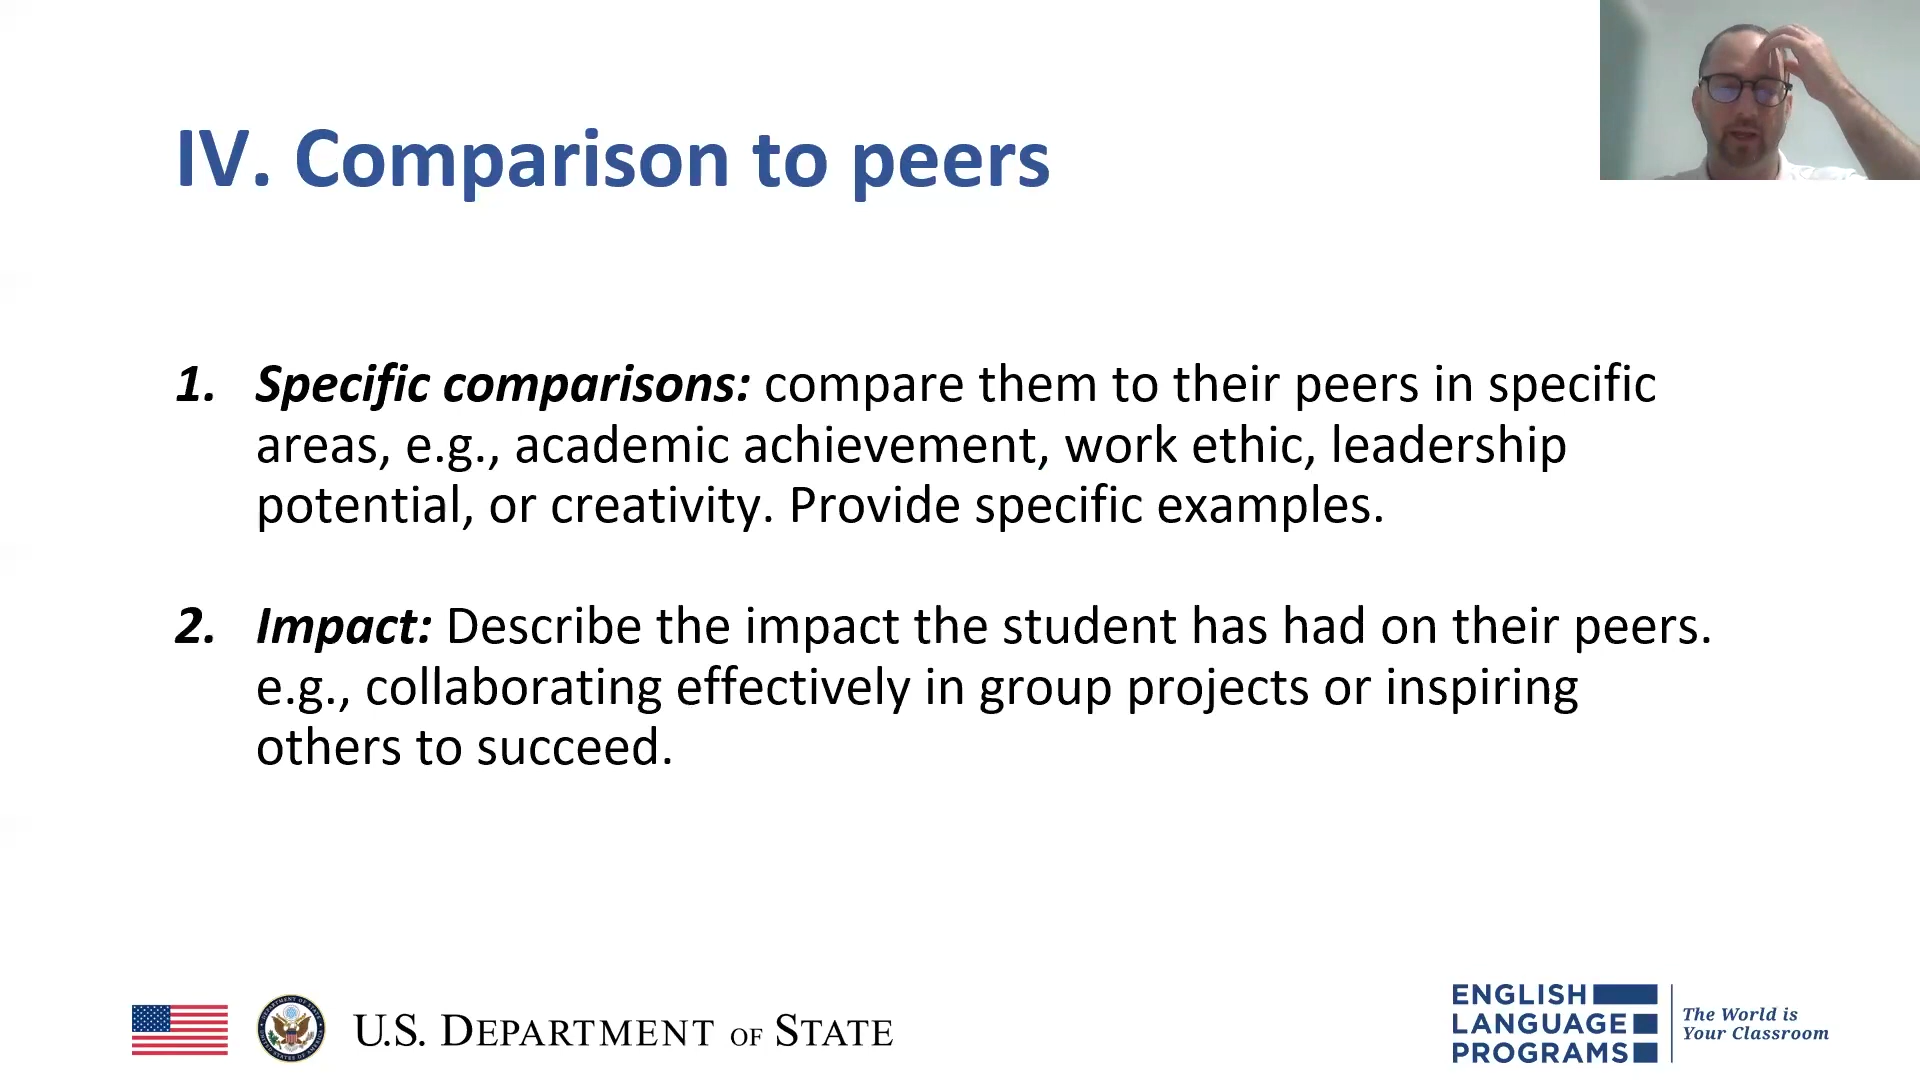 IV. Comparison to peers
1. Specific comparisons: compare them to their peers in specific
areas, e.g., academic achievement, work ethic, leadership
potential, or creativity. Provide specific examples.
2. Impact: Describe the impact the student has had on their peers.
e.g., collaborating effectively in group projects or inspiring
others to succeed.
U.S. DEPARTMENT OF STATE
ENGLISH
LANGUAGE
PROGRAMS
The World is
Your Classroom